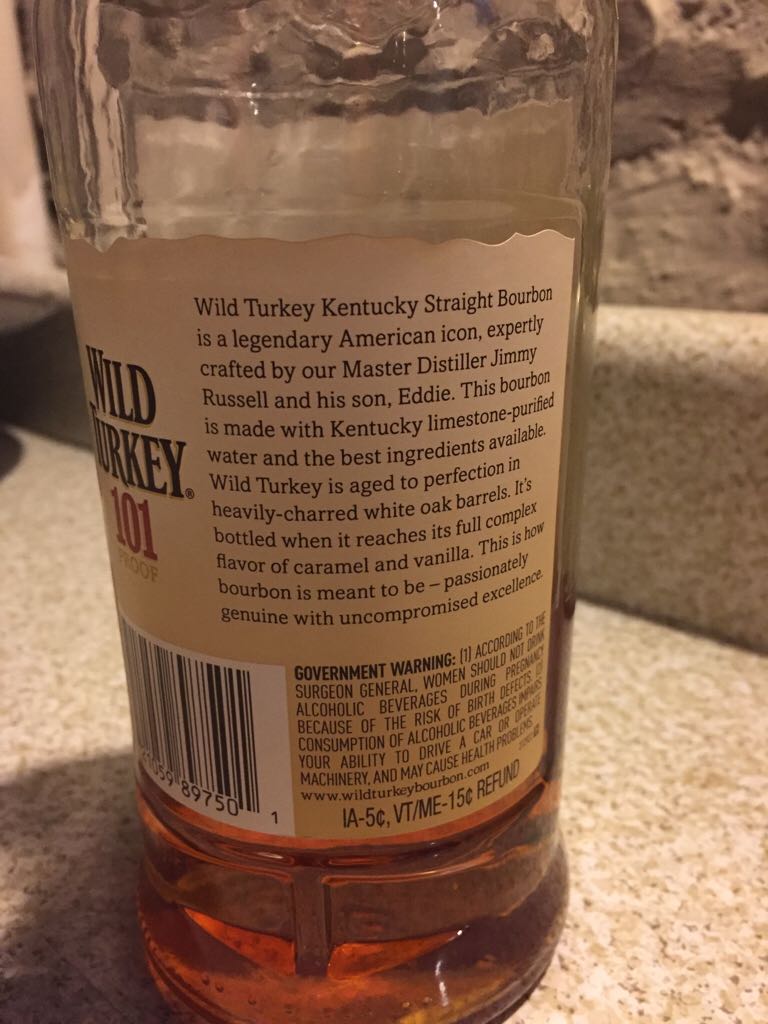 Wild Turkey Kentucky Straight Bourbon
is a legendary American icon, expertly
crafted by our Master Distiller Jimmy
Russell and his son, Eddie. This bourbon
is made with Kentucky limestone-purified
water and the best ingredients available.
Wild Turkey is aged to perfection in
heavily-charred white oak barrels. It's
bottled when it reaches its full complex
flavor of caramel and vanilla. This is how
bourbon is meant to be – passionately
genuine with uncompromised excellence.
WILD
TURKEY®
101
PROOF
GOVERNMENT WARNING: (1) ACCORDING TO THE
SURGEON GENERAL, WOMEN SHOULD NOT DRINK
ALCOHOLIC BEVERAGES DURING PREGNANCY
BECAUSE OF THE RISK OF BIRTH DEFECTS. (2)
CONSUMPTION OF ALCOHOLIC BEVERAGES IMPAIRS
YOUR ABILITY TO DRIVE A CAR OR OPERATE
MACHINERY, AND MAY CAUSE HEALTH PROBLEMS.
www.wildturkeybourbon.com
IA-5¢, VT/ME-15¢ REFUND
21059 89750 1